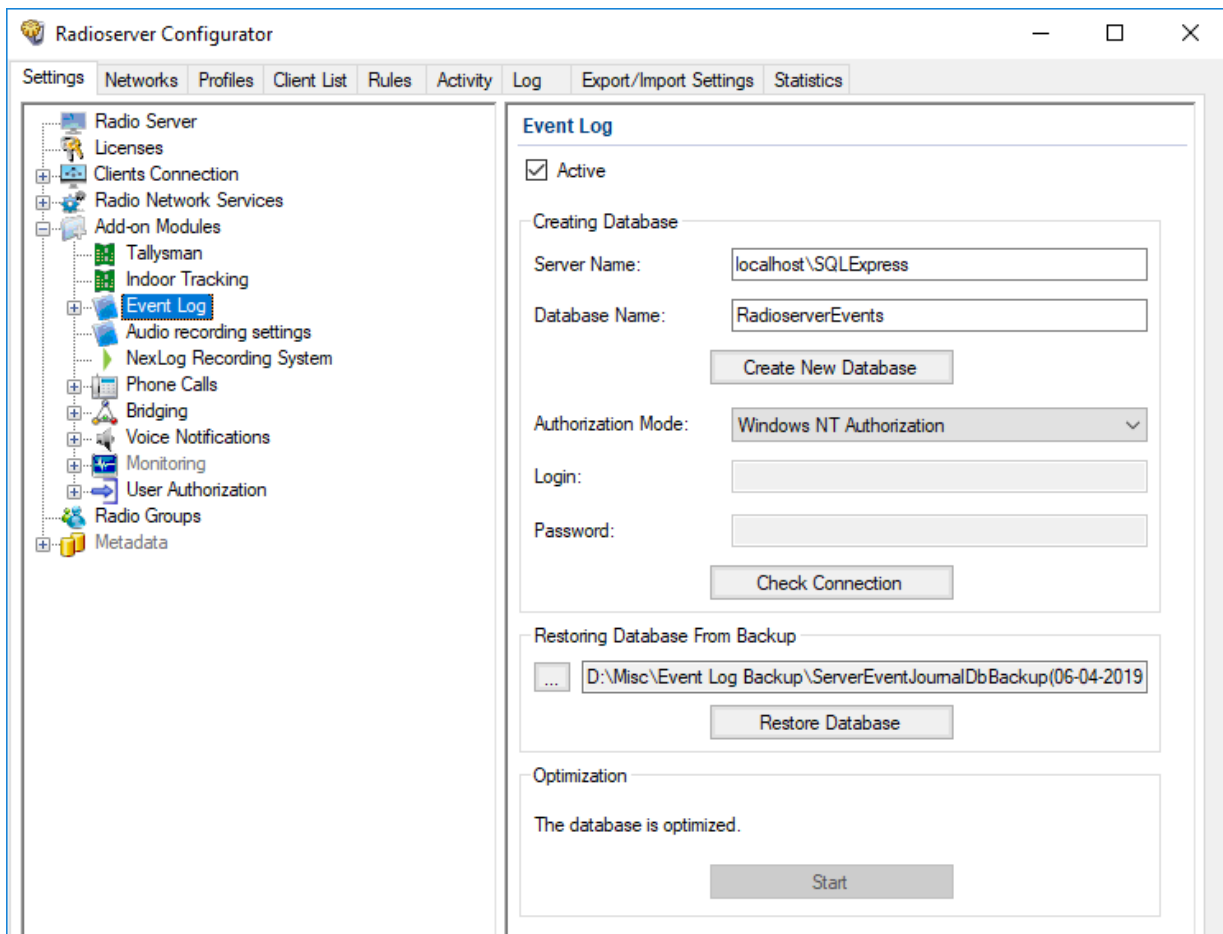 Radioserver Configurator
Settings Networks Profiles Client List Rules Activity Log Export/Import Settings Statistics
Radio Server
Licenses
Clients Connection
Radio Network Services
Add-on Modules
Tallysman
Indoor Tracking
Event Log
Audio recording settings
NexLog Recording System
Phone Calls
Bridging
Voice Notifications
Monitoring
User Authorization
Radio Groups
Metadata
Event Log
Active
Creating Database
Server Name: localhost\SQLExpress
Database Name: RadioserverEvents
Create New Database
Authorization Mode: Windows NT Authorization
Login:
Password:
Check Connection
Restoring Database From Backup
... D:\Misc\Event Log Backup\ServerEventJournalDbBackup(06-04-2019
Restore Database
Optimization
The database is optimized.
Start